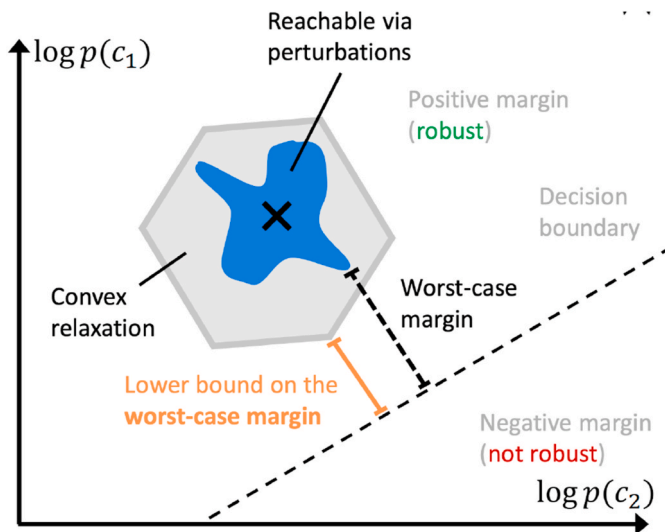 log p(c₁)
Reachable via
perturbations
Positive margin
(robust)
Decision
boundary
Convex
relaxation
Worst-case
margin
Lower bound on the
worst-case margin
Negative margin
(not robust)
log p(c₂)